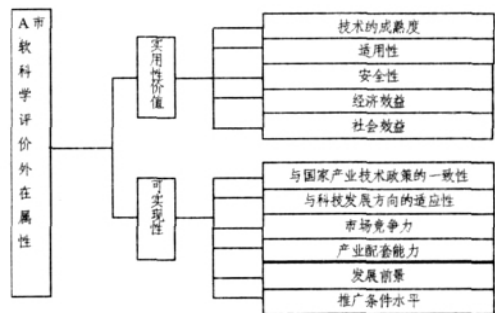 A市软科学评价外在属性
实用性价值
技术的成熟度
适用性
安全性
经济效益
社会效益
可实现性
与国家产业技术政策的一致性
与科技发展方向的适应性
市场竞争力
产业配套能力
发展前景
推广条件水平